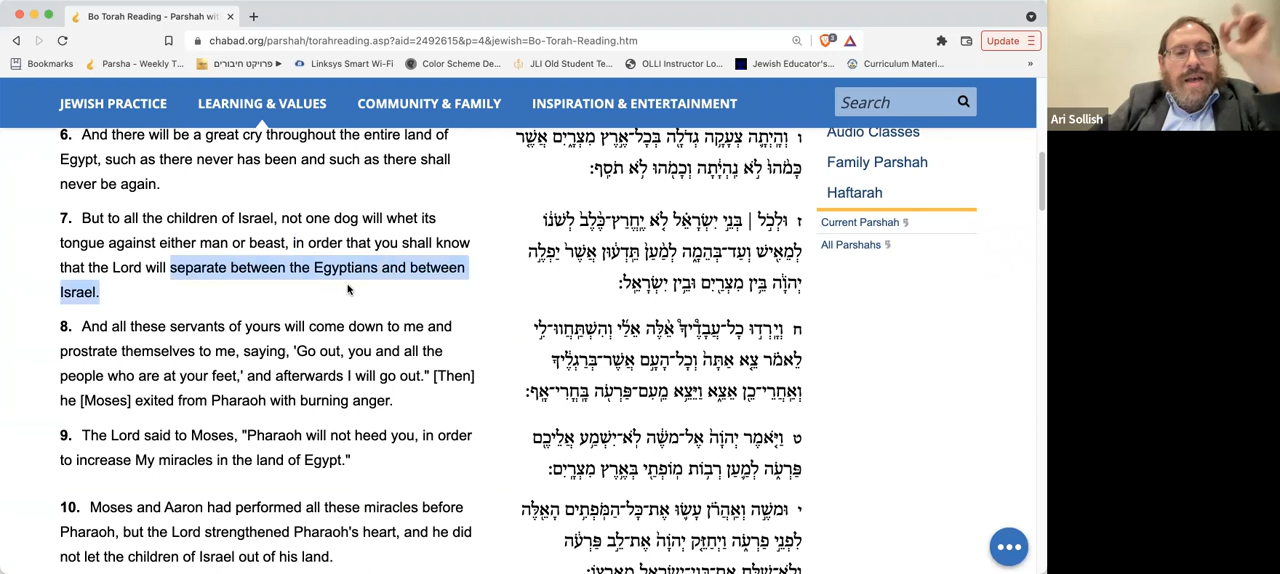 Bo Torah Reading - Parshah wit
chabad.org/parshah/torahreading.asp?aid=2492615&p=4&jewish=Bo-Torah-Reading.htm
3
Update
Bookmarks
Parsha - Weekly T...
פרוייקט חיבורים
Linksys Smart Wi-Fi
Color Scheme De...
JLI Old Student Te...
OLLI Instructor Lo...
Jewish Educator's...
Curriculum Materi...
»
JEWISH PRACTICE
LEARNING & VALUES
COMMUNITY & FAMILY
INSPIRATION & ENTERTAINMENT
Search
6. And there will be a great cry throughout the entire land of
Egypt, such as there never has been and such as there shall
never be again.
ו וְהָיְתָה צְעָקָה גְדֹלָה בְּכָל־אֶרֶץ מִצְרָיִם אֲשֶׁר
כָּמֹהוּ לֹא נִהְיָתָה וְכָמֹהוּ לֹא תֹסִף:
7. But to all the children of Israel, not one dog will whet its
tongue against either man or beast, in order that you shall know
that the Lord will separate between the Egyptians and between
Israel.
ז וּלְכֹל | בְּנֵי יִשְׂרָאֵל לֹא יֶחֱרַץ־כֶּלֶב לְשֹׁנוֹ
לְמֵאִישׁ וְעַד־בְּהֵמָה לְמַעַן תֵּדְעוּן אֲשֶׁר יַפְלֶה
יְהֹוָה בֵּין מִצְרַיִם וּבֵין יִשְׂרָאֵל:
8. And all these servants of yours will come down to me and
prostrate themselves to me, saying, 'Go out, you and all the
people who are at your feet,' and afterwards I will go out." [Then]
he [Moses] exited from Pharaoh with burning anger.
ח וְיָרְדוּ כָל־עֲבָדֶיךָ אֵלֶּה אֵלַי וְהִשְׁתַּחֲווּ־לִי
לֵאמֹר צֵא אַתָּה וְכָל־הָעָם אֲשֶׁר־בְּרַגְלֶיךָ
וְאַחֲרֵי־כֵן אֵצֵא וַיֵּצֵא מֵעִם־פַּרְעֹה בָּחֳרִי־אָף:
9. The Lord said to Moses, "Pharaoh will not heed you, in order
to increase My miracles in the land of Egypt."
ט וַיֹּאמֶר יְהֹוָה אֶל־מֹשֶׁה לֹא־יִשְׁמַע אֲלֵיכֶם
פַּרְעֹה לְמַעַן רְבוֹת מוֹפְתַי בְּאֶרֶץ מִצְרָיִם:
10. Moses and Aaron had performed all these miracles before
Pharaoh, but the Lord strengthened Pharaoh's heart, and he did
not let the children of Israel out of his land.
י וּמֹשֶׁה וְאַהֲרֹן עָשׂוּ אֶת־כָּל־הַמֹּפְתִים הָאֵלֶּה
לִפְנֵי פַרְעֹה וַיְחַזֵּק יְהֹוָה אֶת־לֵב פַּרְעֹה
וְלֹא־שִׁלַּח אֶת־בְּנֵי־יִשְׂרָאֵל מֵאַרְצוֹ:
Audio Classes
Family Parshah
Haftarah
Current Parshah
All Parshahs
Ari Sollish